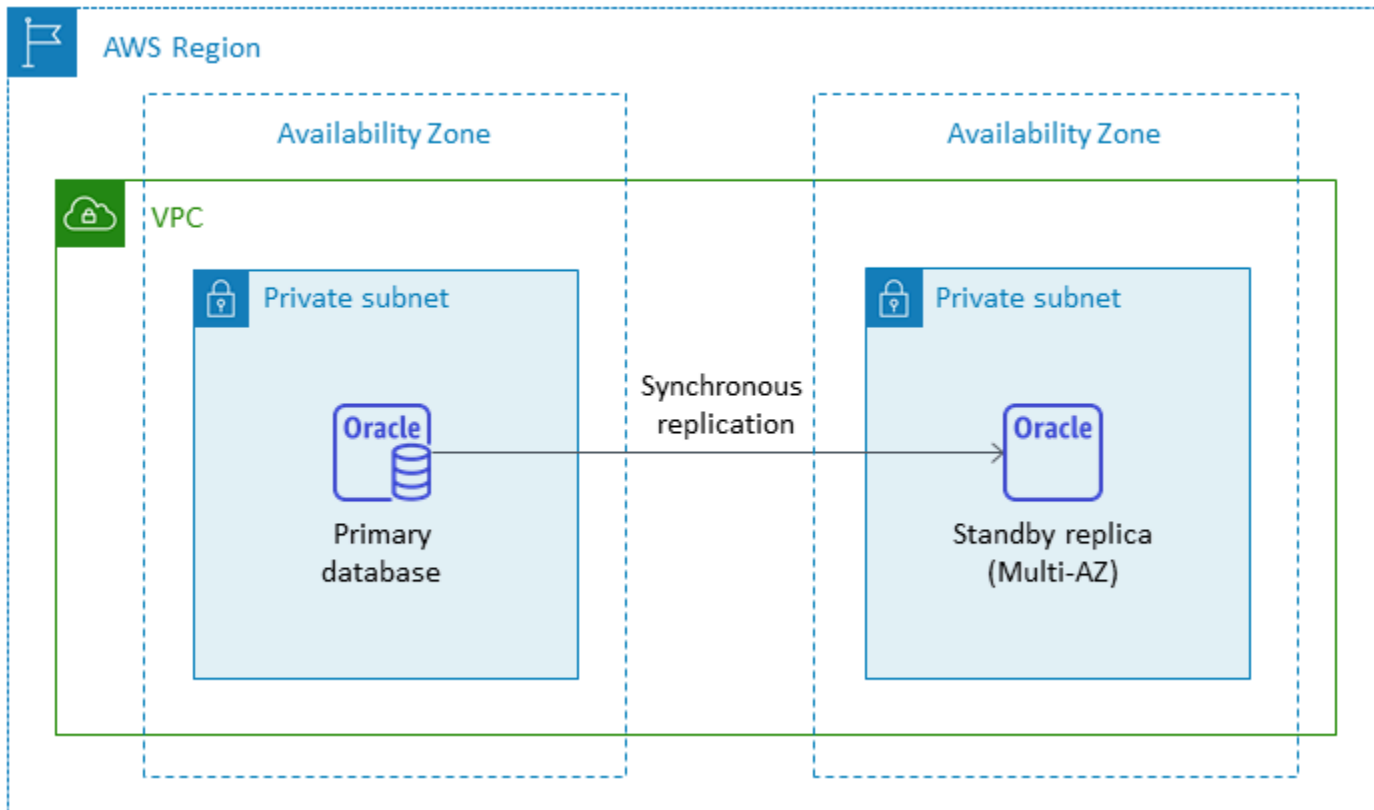 AWS Region
Availability Zone
Availability Zone
VPC
Private subnet
Private subnet
Synchronous
replication
Oracle
Oracle
Primary
database
Standby replica
(Multi-AZ)